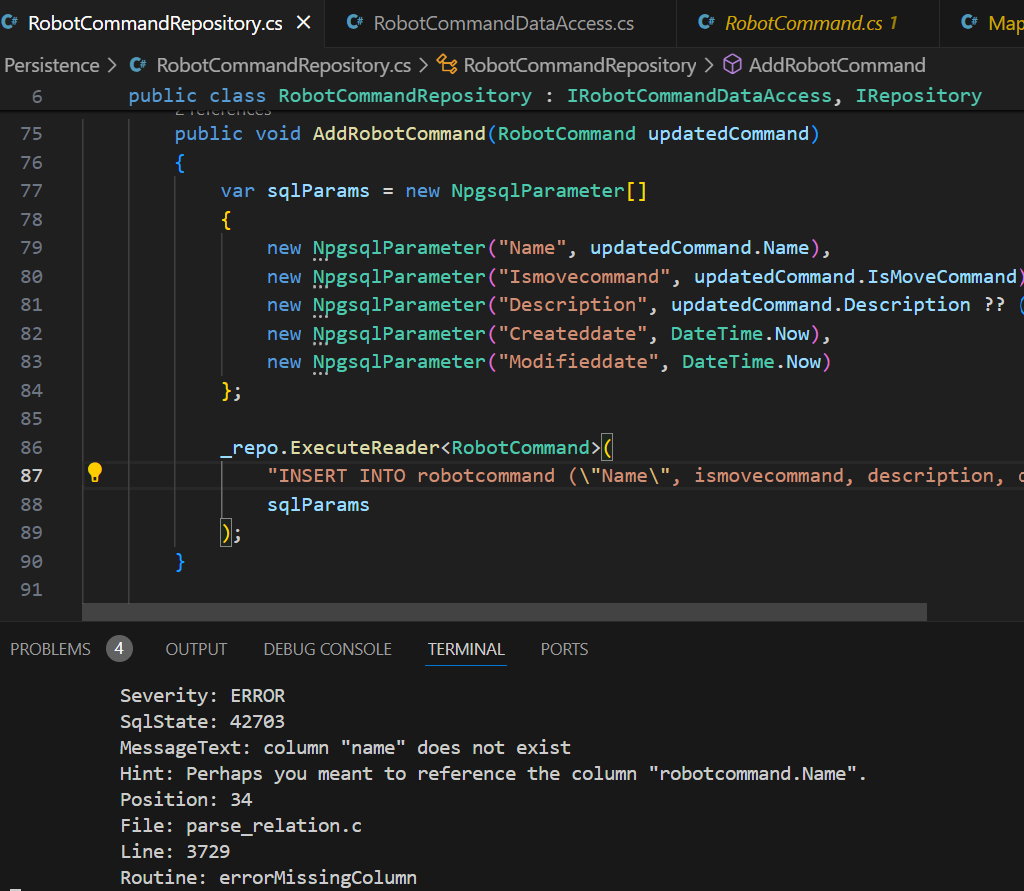 RobotCommandRepository.cs
RobotCommandDataAccess.cs
RobotCommand.cs 1
Persistence > RobotCommandRepository.cs > RobotCommandRepository > AddRobotCommand
6 public class RobotCommandRepository : IRobotCommandDataAccess, IRepository
2 references
75 public void AddRobotCommand(RobotCommand updatedCommand)
76 {
77 var sqlParams = new NpgsqlParameter[]
78 {
79 new NpgsqlParameter("Name", updatedCommand.Name),
80 new NpgsqlParameter("Ismovecommand", updatedCommand.IsMoveCommand)
81 new NpgsqlParameter("Description", updatedCommand.Description ?? (
82 new NpgsqlParameter("Createddate", DateTime.Now),
83 new NpgsqlParameter("Modifieddate", DateTime.Now)
84 };
85
86 _repo.ExecuteReader<RobotCommand>(
87 "INSERT INTO robotcommand (\"Name\", ismovecommand, description,
88 sqlParams
89 );
90 }
91
PROBLEMS 4 OUTPUT DEBUG CONSOLE TERMINAL PORTS
Severity: ERROR
SqlState: 42703
MessageText: column "name" does not exist
Hint: Perhaps you meant to reference the column "robotcommand.Name".
Position: 34
File: parse_relation.c
Line: 3729
Routine: errorMissingColumn